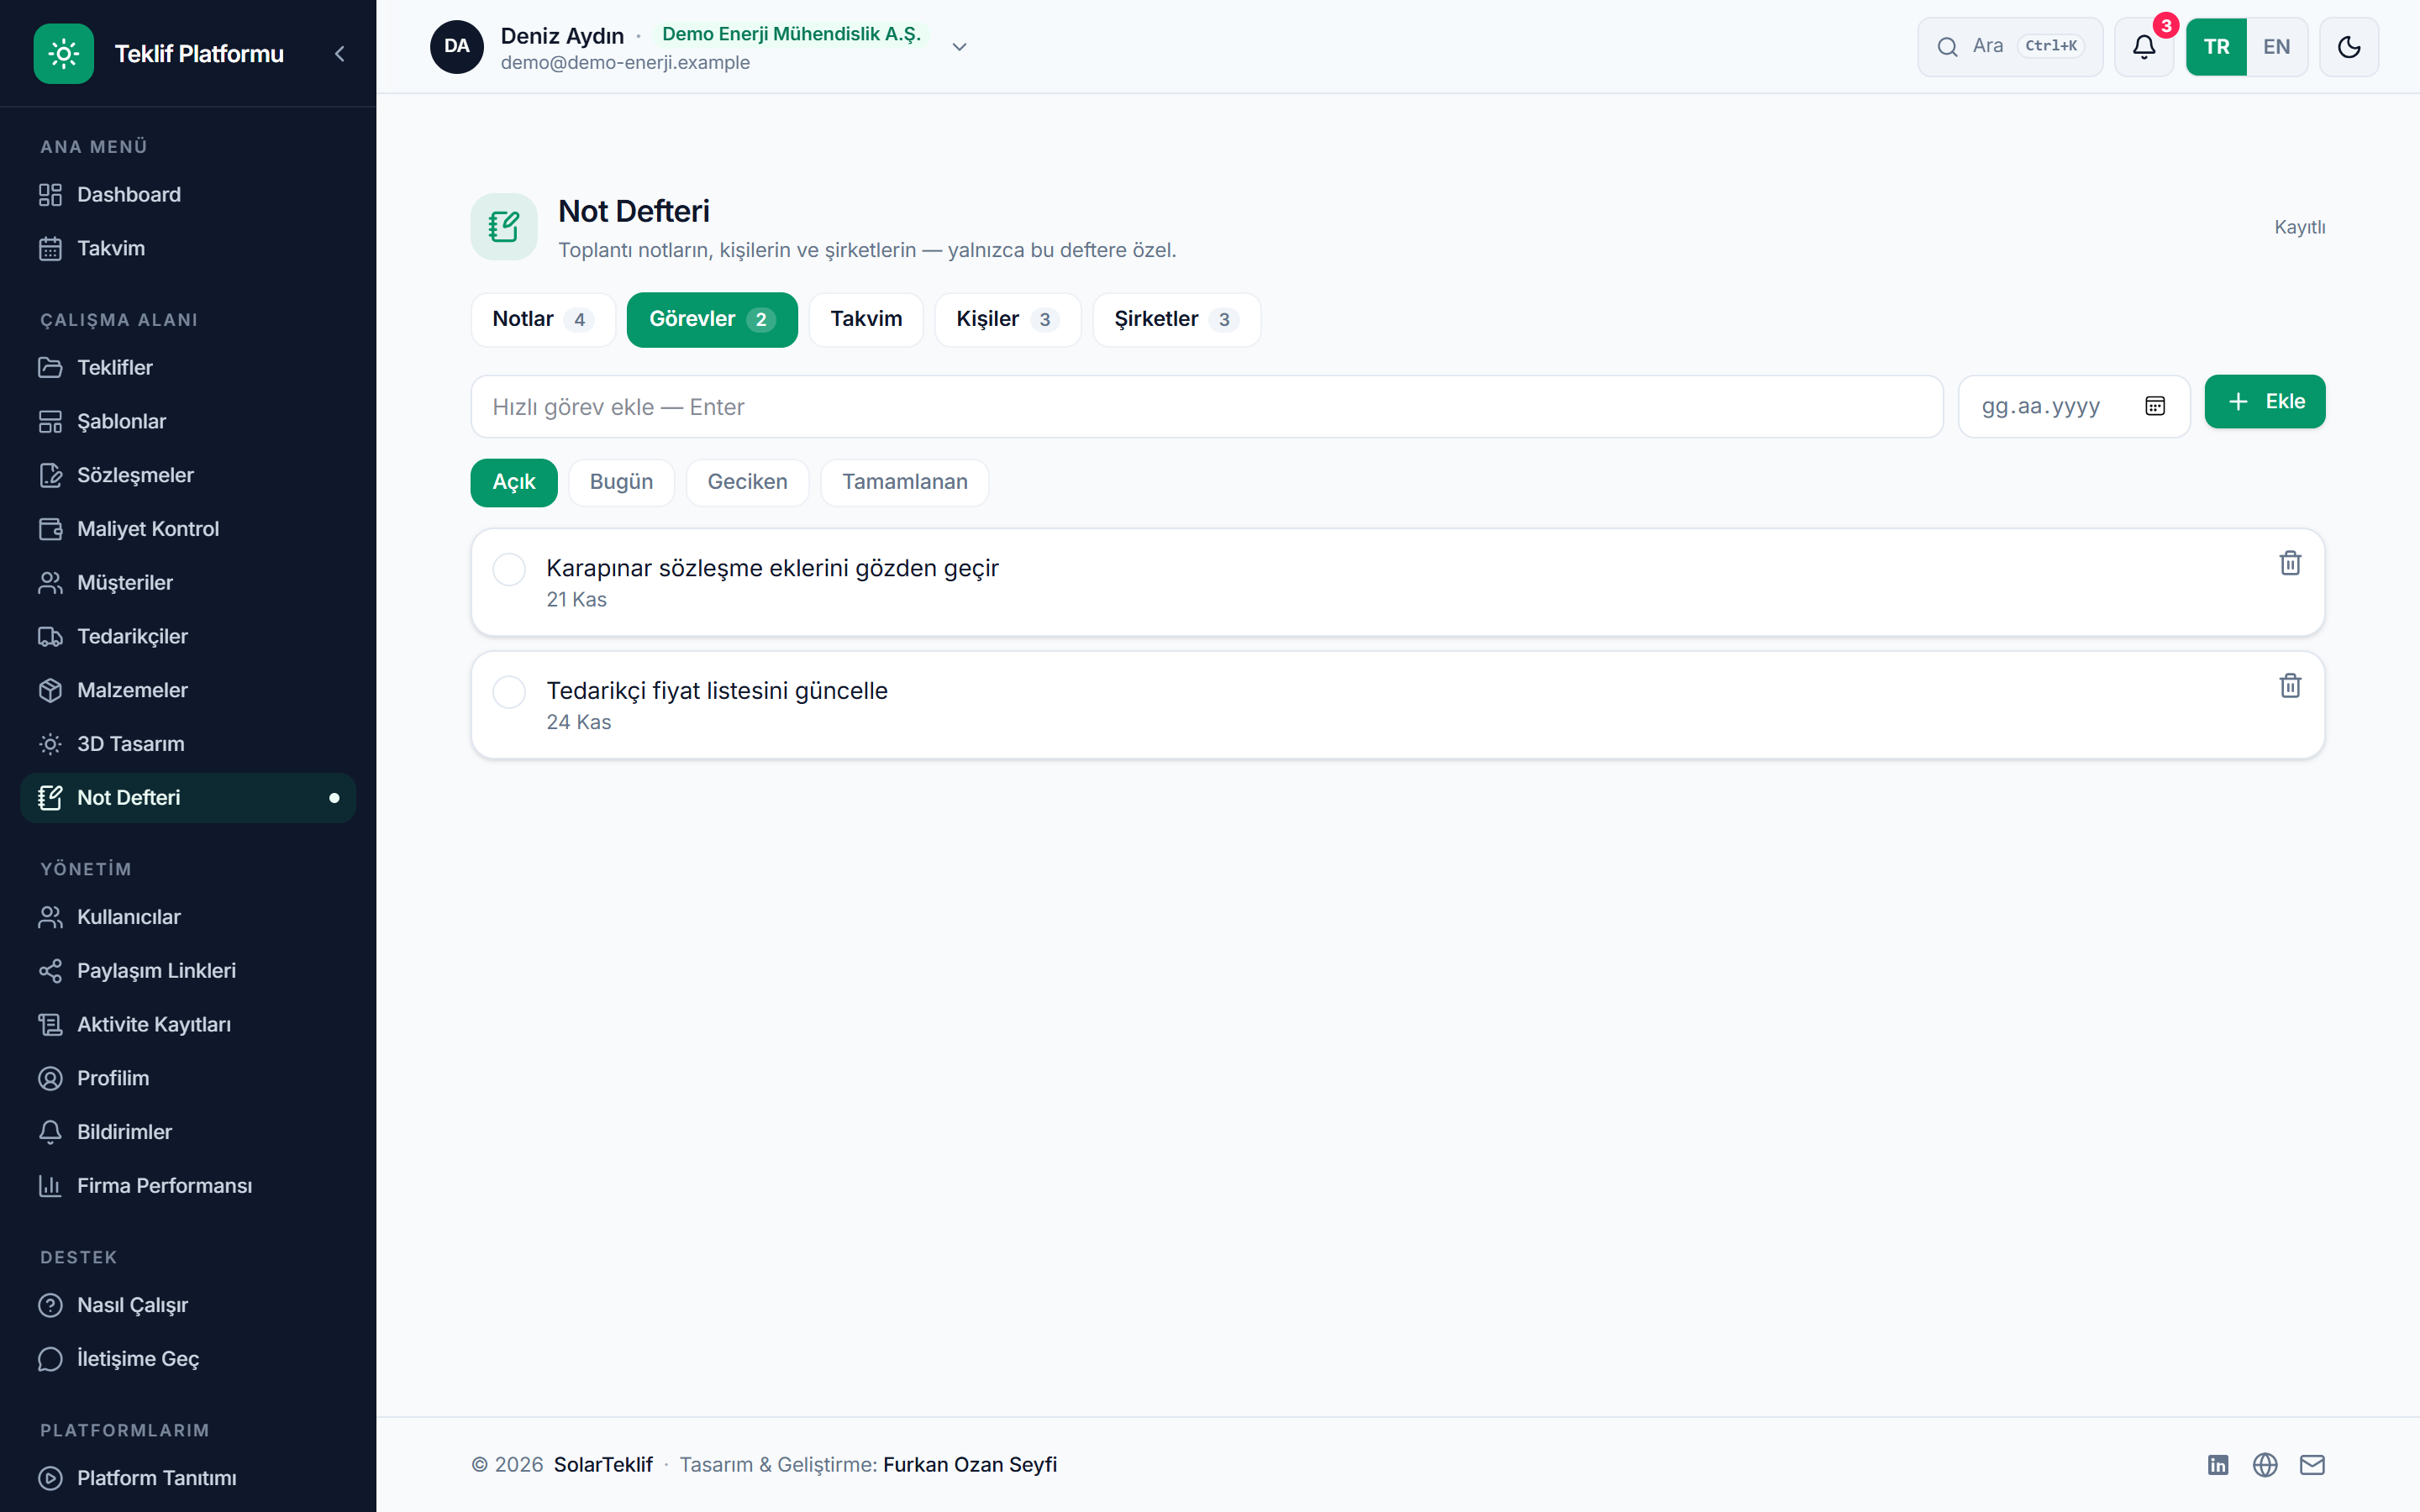 Teklif Platformu
ANA MENÜ
Dashboard
Takvim
ÇALIŞMA ALANI
Teklifler
Şablonlar
Sözleşmeler
Maliyet Kontrol
Müşteriler
Tedarikçiler
Malzemeler
3D Tasarım
Not Defteri
YÖNETİM
Kullanıcılar
Paylaşım Linkleri
Aktivite Kayıtları
Profilim
Bildirimler
Firma Performansı
DESTEK
Nasıl Çalışır
İletişime Geç
PLATFORMLARIM
Platform Tanıtımı
DA Deniz Aydın · Demo Enerji Mühendislik A.Ş.
demo@demo-enerji.example
Ara Ctrl+K 3 TR EN
Not Defteri
Toplantı notların, kişilerin ve şirketlerin — yalnızca bu deftere özel.
Kayıtlı
Notlar 4 Görevler 2 Takvim Kişiler 3 Şirketler 3
Hızlı görev ekle — Enter gg.aa.yyyy Ekle
Açık Bugün Geciken Tamamlanan
Karapınar sözleşme eklerini gözden geçir
21 Kas
Tedarikçi fiyat listesini güncelle
24 Kas
© 2026 SolarTeklif · Tasarım & Geliştirme: Furkan Ozan Seyfi